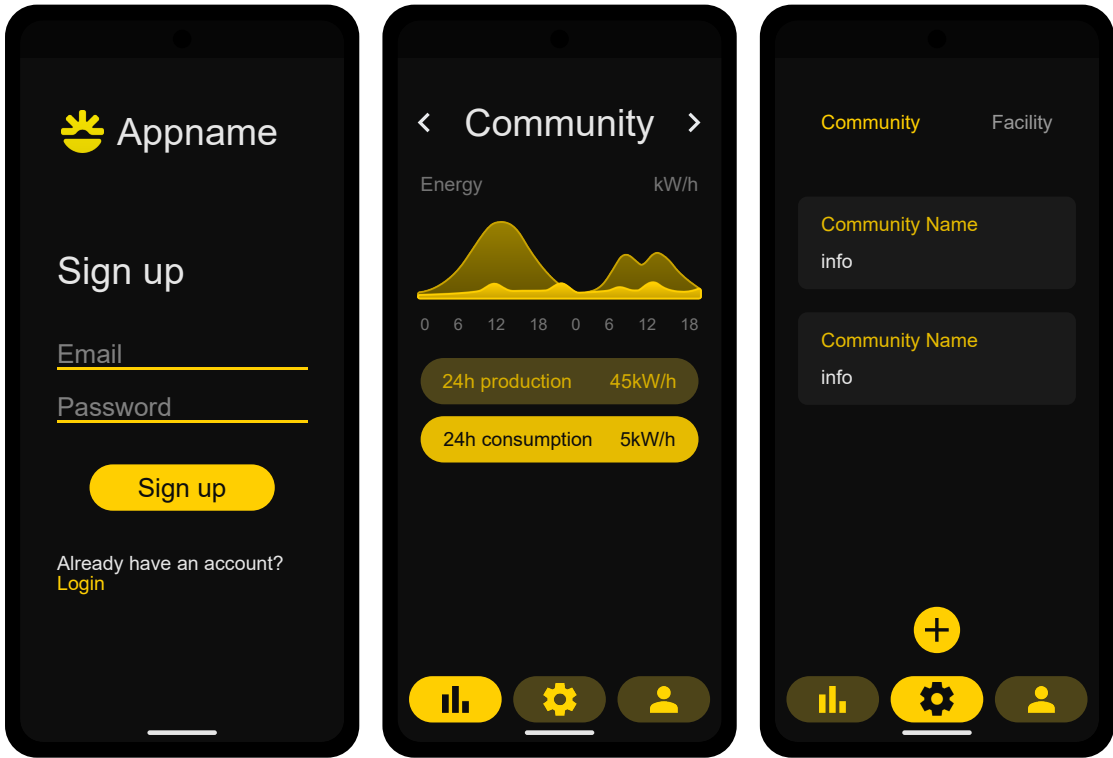 Appname
Sign up
Email
Password
Sign up
Already have an account?
Login
Community
Energy kW/h
0 6 12 18 0 6 12 18
24h production 45kW/h
24h consumption 5kW/h
Community Facility
Community Name
info
Community Name
info